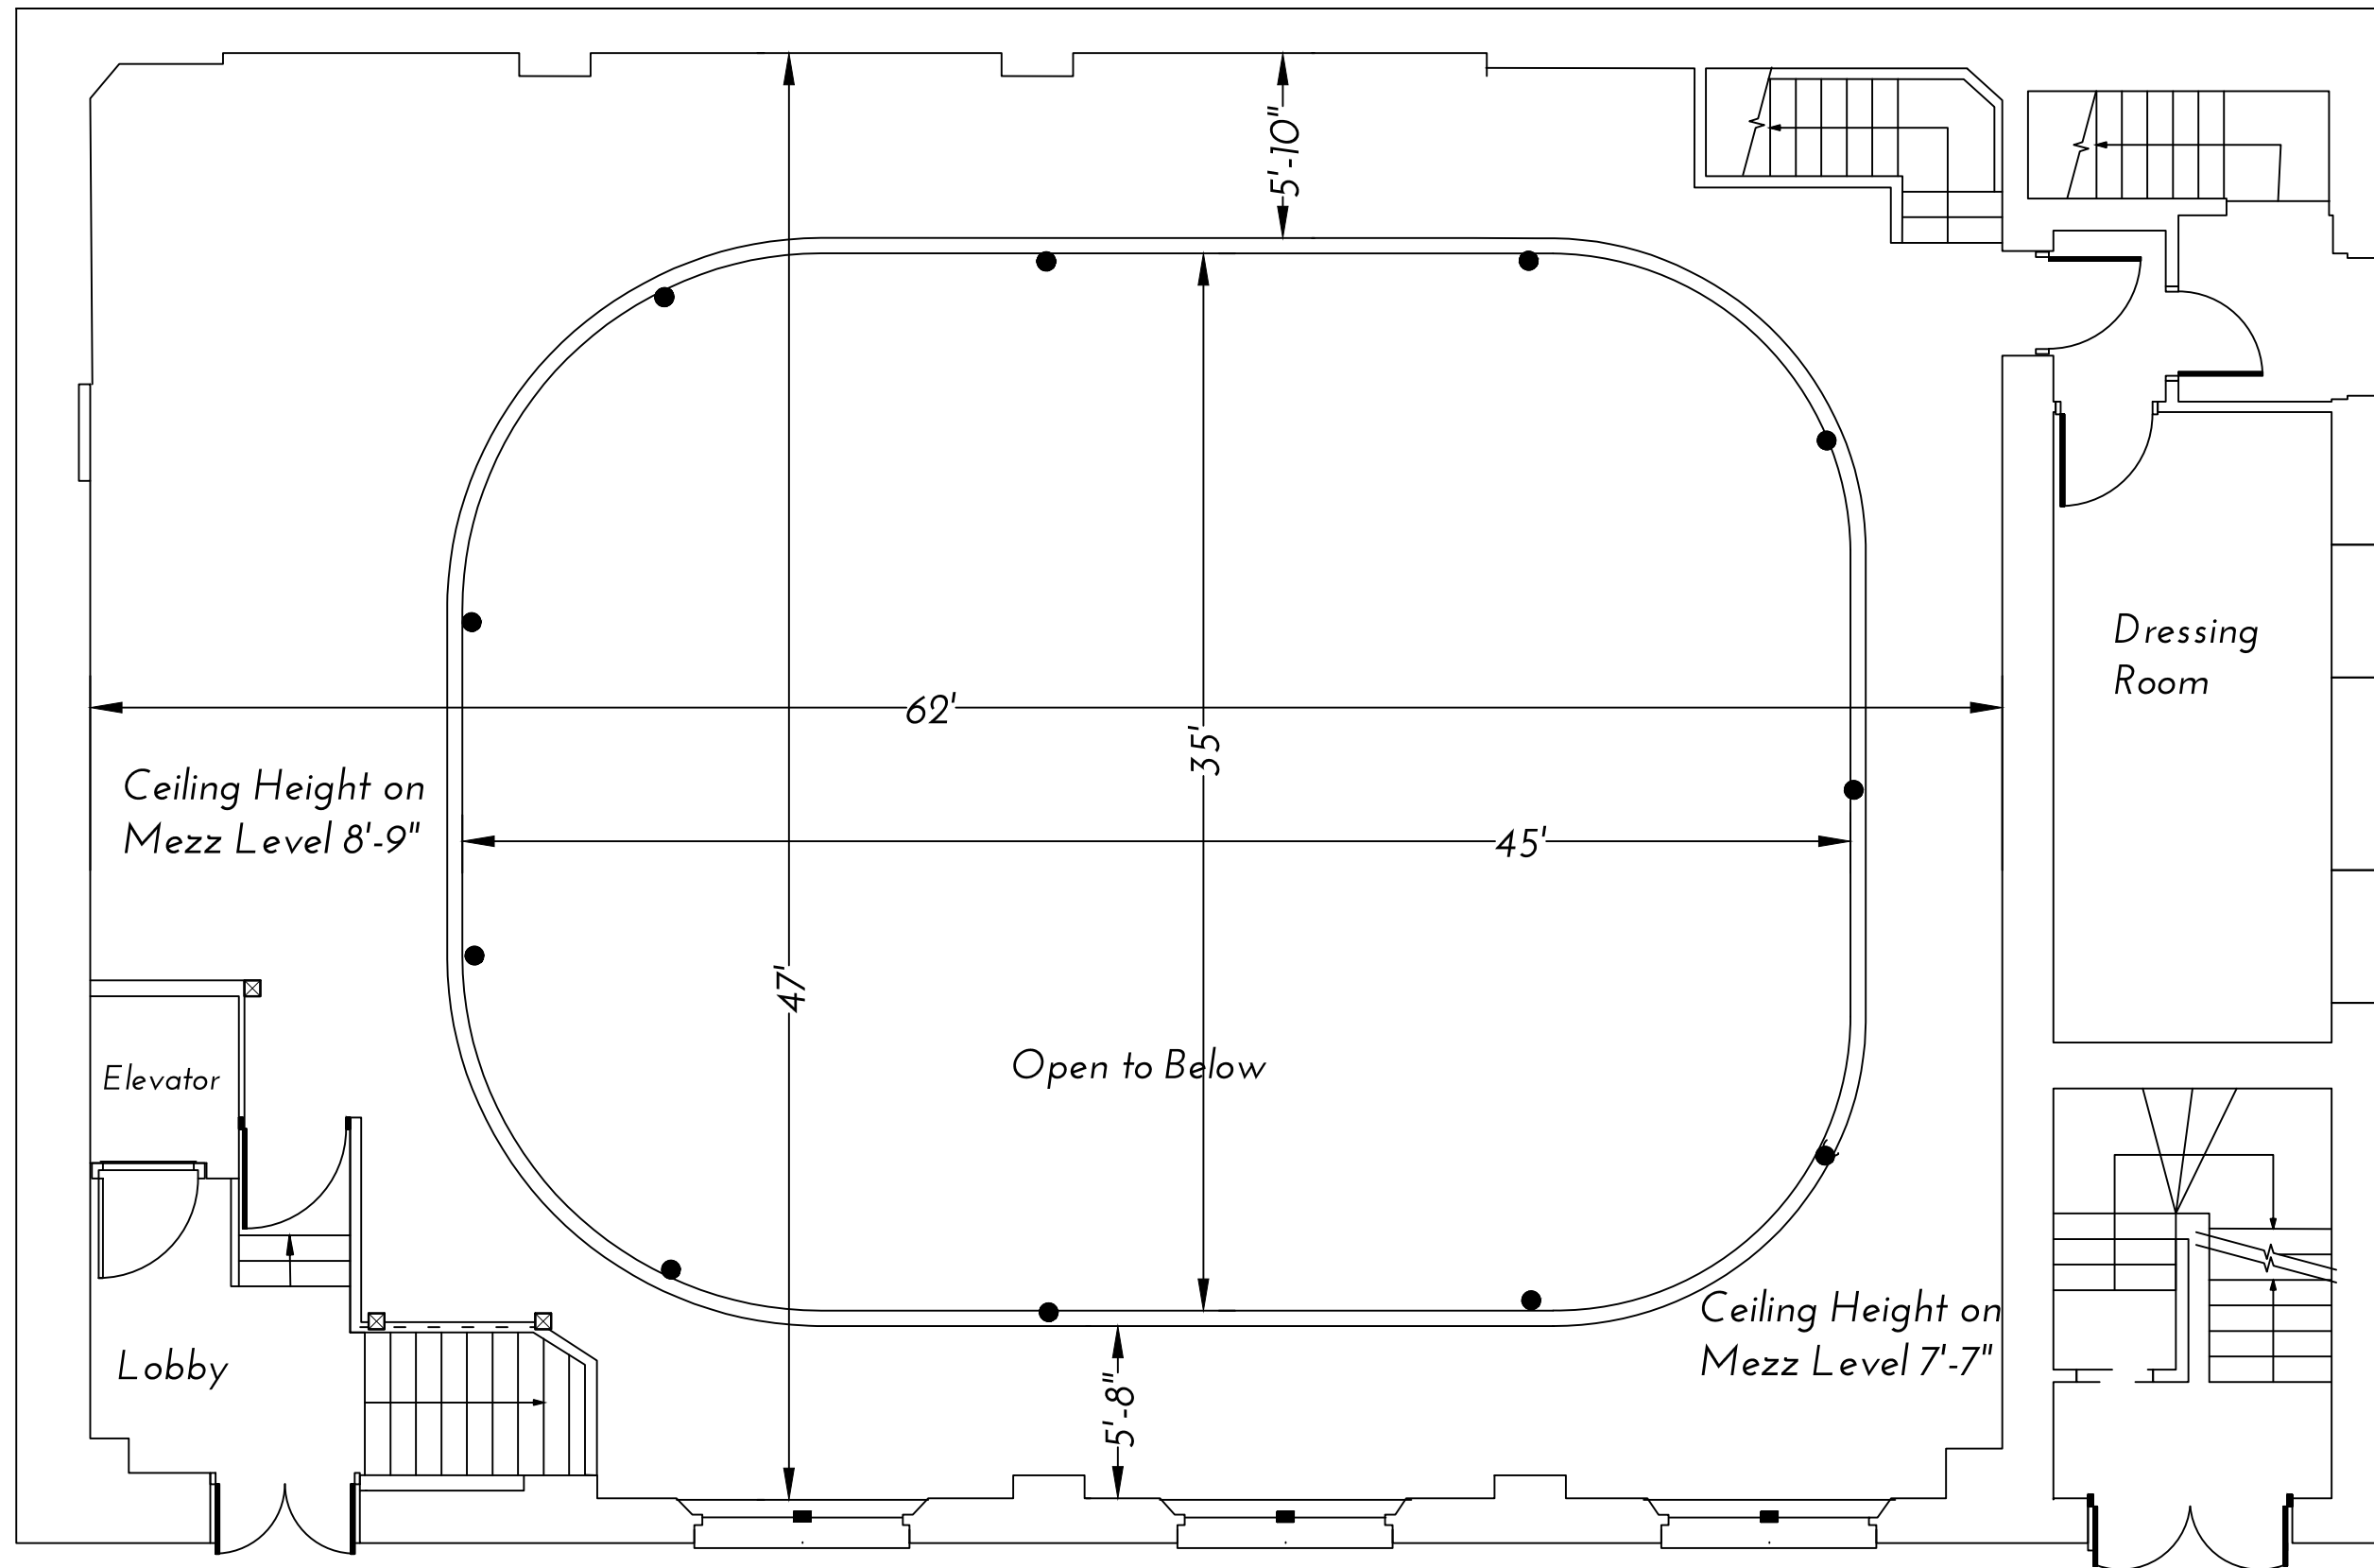 5'-10"
Dressing
Room
62'
35'
Ceiling Height on
Mezz Level 8'-9"
45'
47'
Open to Below
Elevator
Ceiling Height on
Mezz Level 7'-7"
Lobby
5'-8"